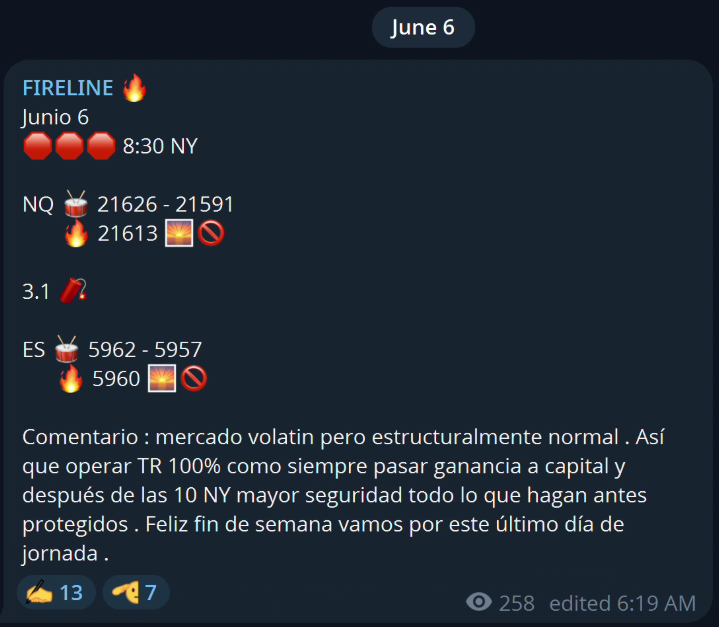 June 6
FIRELINE 🔥
Junio 6
🛑🛑🛑 8:30 NY
NQ 🥁 21626 - 21591
🔥 21613 🌅🚫
3.1 🧨
ES 🥁 5962 - 5957
🔥 5960 🌅🚫
Comentario : mercado volatin pero estructuralmente normal . Así
que operar TR 100% como siempre pasar ganancia a capital y
después de las 10 NY mayor seguridad todo lo que hagan antes
protegidos . Feliz fin de semana vamos por este último día de
jornada .
✍️ 13 🫡 7
258 edited 6:19 AM